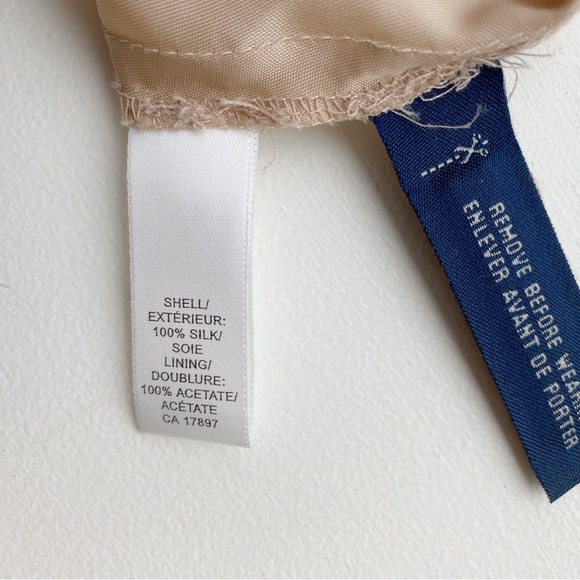 SHELL/
EXTÉRIEUR:
100% SILK/
SOIE
LINING/
DOUBLURE:
100% ACETATE/
ACÉTATE
CA 17897
REMOVE BEFORE WEAR
ENLEVER AVANT DE PORTER